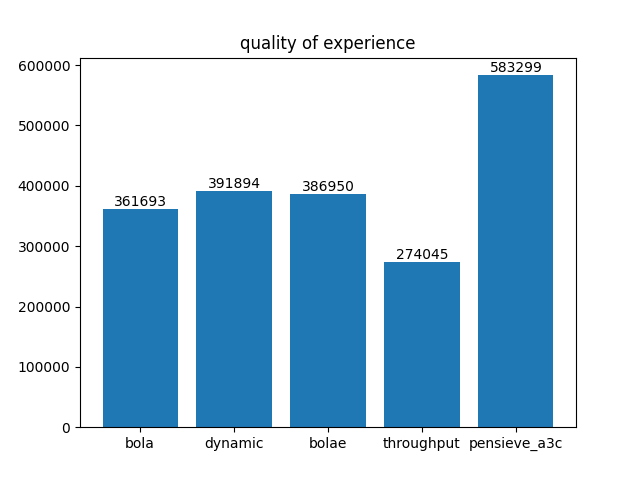 quality of experience
600000
500000
400000
300000
200000
100000
0
361693
391894
386950
274045
583299
bola
dynamic
bolae
throughput
pensieve_a3c